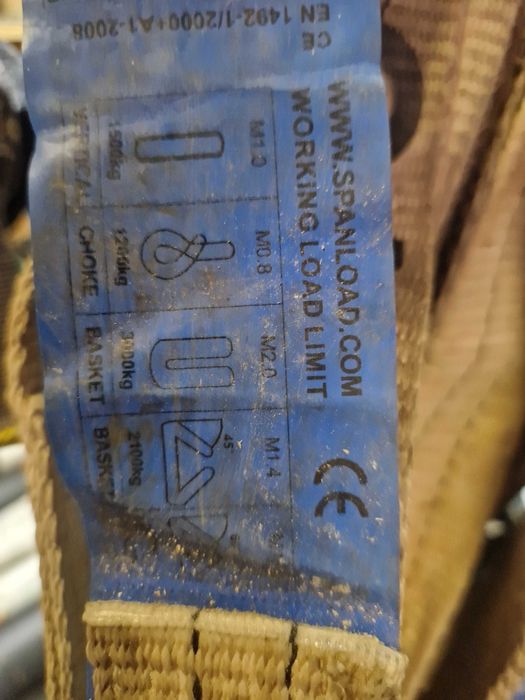 CE
EN 1492-1/2000+A1-2008
WWW.SPANLOAD.COM
WORKING LOAD LIMIT
CE
M1.0 M0.8 M2.0 M1.4
45
1500kg 1200kg 3000kg 2100kg
VERTICAL CHOKE BASKET